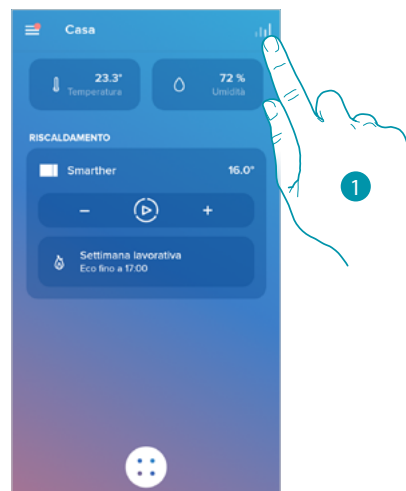 Casa
23.3°
Temperatura
72 %
Umidità
RISCALDAMENTO
Smarther
16.0°
– +
Settimana lavorativa
Eco fino a 17:00
1